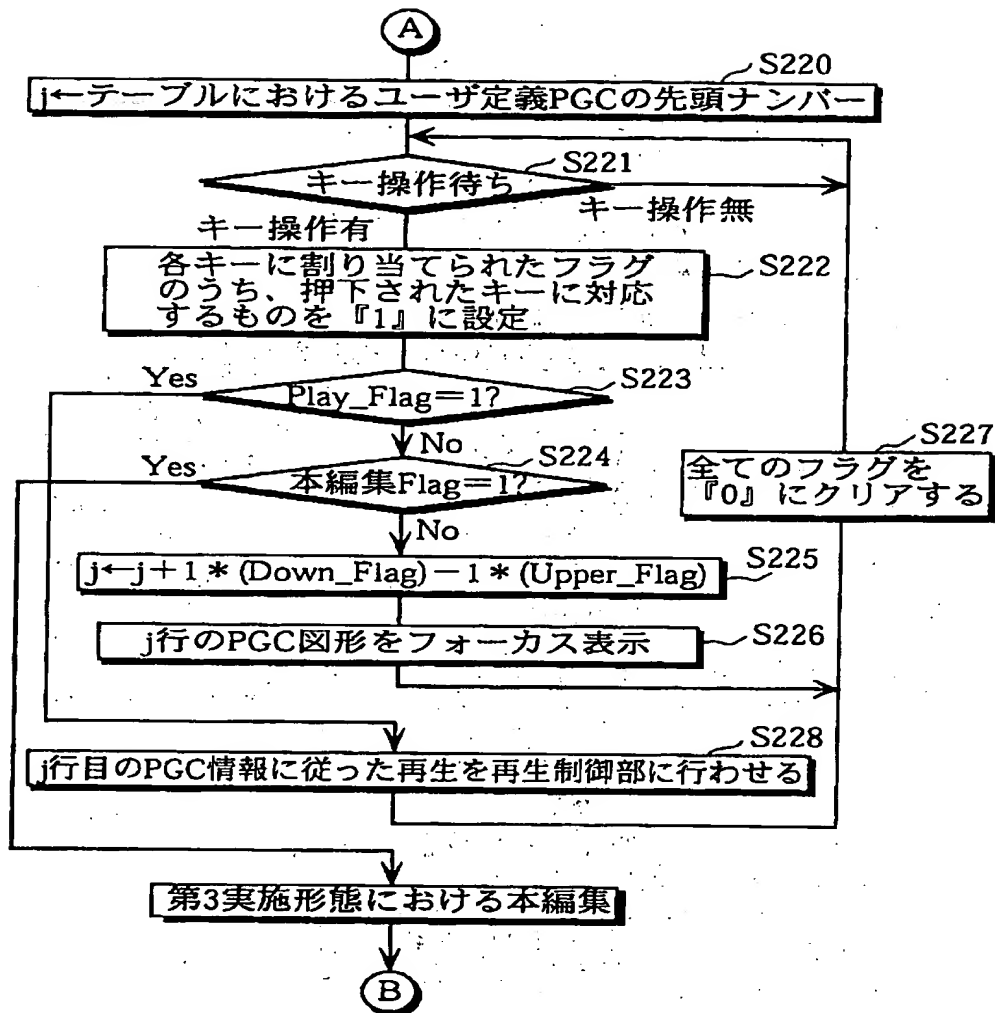 A
S220
j←テーブルにおけるユーザ定義PGCの先頭ナンバー
S221
キー操作待ち
キー操作無
キー操作有
S222
各キーに割り当てられたフラグ
のうち、押下されたキーに対応
するものを『1』に設定
Yes
S223
Play_Flag=1?
No
S227
全てのフラグを
『0』にクリアする
Yes
S224
本編集Flag=1?
No
S225
j←j+1*(Down_Flag)-1*(Upper_Flag)
S226
j行のPGC図形をフォーカス表示
S228
j行目のPGC情報に従った再生を再生制御部に行わせる
第3実施形態における本編集
B